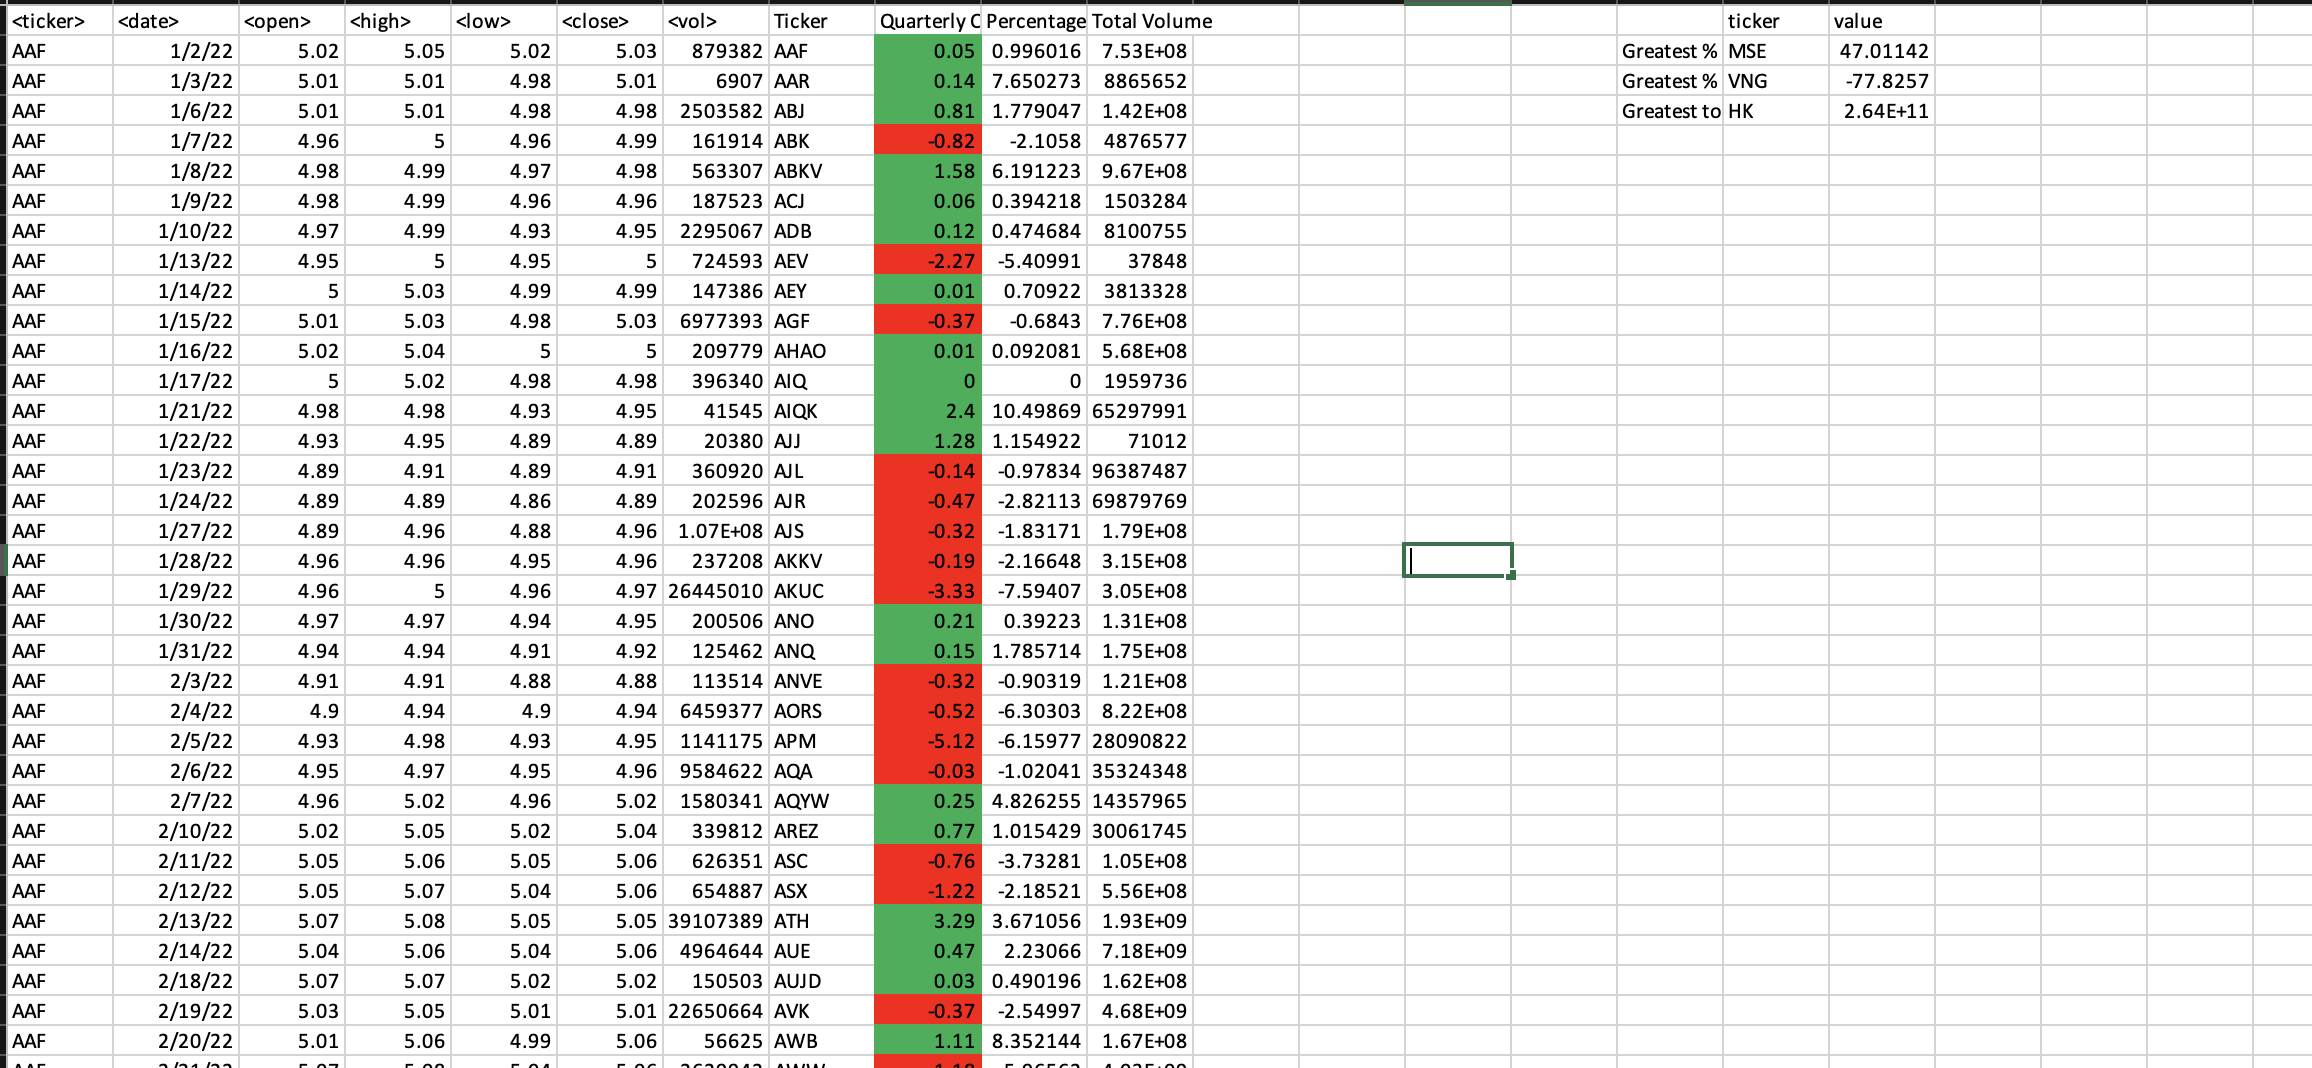 <ticker> <date> <open> <high> <low> <close> <vol> Ticker Quarterly C Percentage Total Volume ticker value
AAF 1/2/22 5.02 5.05 5.02 5.03 879382 AAF 0.05 0.996016 7.53E+08 Greatest % MSE 47.01142
AAF 1/3/22 5.01 5.01 4.98 5.01 6907 AAR 0.14 7.650273 8865652 Greatest % VNG -77.8257
AAF 1/6/22 5.01 5.01 4.98 4.98 2503582 ABJ 0.81 1.779047 1.42E+08 Greatest to HK 2.64E+11
AAF 1/7/22 4.96 5 4.96 4.99 161914 ABK -0.82 -2.1058 4876577
AAF 1/8/22 4.98 4.99 4.97 4.98 563307 ABKV 1.58 6.191223 9.67E+08
AAF 1/9/22 4.98 4.99 4.96 4.96 187523 ACJ 0.06 0.394218 1503284
AAF 1/10/22 4.97 4.99 4.93 4.95 2295067 ADB 0.12 0.474684 8100755
AAF 1/13/22 4.95 5 4.95 5 724593 AEV -2.27 -5.40991 37848
AAF 1/14/22 5 5.03 4.99 4.99 147386 AEY 0.01 0.70922 3813328
AAF 1/15/22 5.01 5.03 4.98 5.03 6977393 AGF -0.37 -0.6843 7.76E+08
AAF 1/16/22 5.02 5.04 5 5 209779 AHAO 0.01 0.092081 5.68E+08
AAF 1/17/22 5 5.02 4.98 4.98 396340 AIQ 0 0 1959736
AAF 1/21/22 4.98 4.98 4.93 4.95 41545 AIQK 2.4 10.49869 65297991
AAF 1/22/22 4.93 4.95 4.89 4.89 20380 AJJ 1.28 1.154922 71012
AAF 1/23/22 4.89 4.91 4.89 4.91 360920 AJL -0.14 -0.97834 96387487
AAF 1/24/22 4.89 4.89 4.86 4.89 202596 AJR -0.47 -2.82113 69879769
AAF 1/27/22 4.89 4.96 4.88 4.96 1.07E+08 AJS -0.32 -1.83171 1.79E+08
AAF 1/28/22 4.96 4.96 4.95 4.96 237208 AKKV -0.19 -2.16648 3.15E+08
AAF 1/29/22 4.96 5 4.96 4.97 26445010 AKUC -3.33 -7.59407 3.05E+08
AAF 1/30/22 4.97 4.97 4.94 4.95 200506 ANO 0.21 0.39223 1.31E+08
AAF 1/31/22 4.94 4.94 4.91 4.92 125462 ANQ 0.15 1.785714 1.75E+08
AAF 2/3/22 4.91 4.91 4.88 4.88 113514 ANVE -0.32 -0.90319 1.21E+08
AAF 2/4/22 4.9 4.94 4.9 4.94 6459377 AORS -0.52 -6.30303 8.22E+08
AAF 2/5/22 4.93 4.98 4.93 4.95 1141175 APM -5.12 -6.15977 28090822
AAF 2/6/22 4.95 4.97 4.95 4.96 9584622 AQA -0.03 -1.02041 35324348
AAF 2/7/22 4.96 5.02 4.96 5.02 1580341 AQYW 0.25 4.826255 14357965
AAF 2/10/22 5.02 5.05 5.02 5.04 339812 AREZ 0.77 1.015429 30061745
AAF 2/11/22 5.05 5.06 5.05 5.06 626351 ASC -0.76 -3.73281 1.05E+08
AAF 2/12/22 5.05 5.07 5.04 5.06 654887 ASX -1.22 -2.18521 5.56E+08
AAF 2/13/22 5.07 5.08 5.05 5.05 39107389 ATH 3.29 3.671056 1.93E+09
AAF 2/14/22 5.04 5.06 5.04 5.06 4964644 AUE 0.47 2.23066 7.18E+09
AAF 2/18/22 5.07 5.07 5.02 5.02 150503 AUJD 0.03 0.490196 1.62E+08
AAF 2/19/22 5.03 5.05 5.01 5.01 22650664 AVK -0.37 -2.54997 4.68E+09
AAF 2/20/22 5.01 5.06 4.99 5.06 56625 AWB 1.11 8.352144 1.67E+08